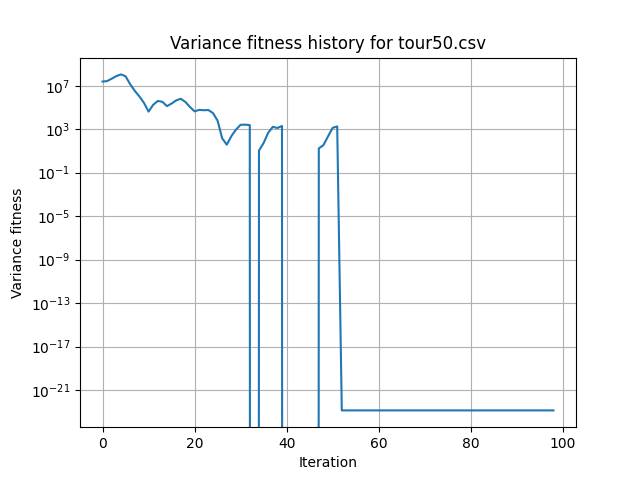 Variance fitness history for tour50.csv
Variance fitness
10^7
10^3
10^−1
10^−5
10^−9
10^−13
10^−17
10^−21
0 20 40 60 80 100
Iteration